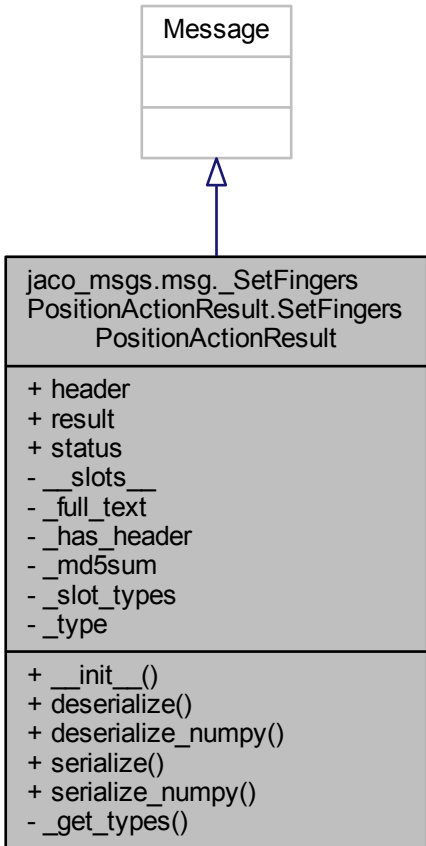 Message
jaco_msgs.msg._SetFingers
PositionActionResult.SetFingers
PositionActionResult
+ header
+ result
+ status
- __slots__
- _full_text
- _has_header
- _md5sum
- _slot_types
- _type
+ __init__()
+ deserialize()
+ deserialize_numpy()
+ serialize()
+ serialize_numpy()
- _get_types()